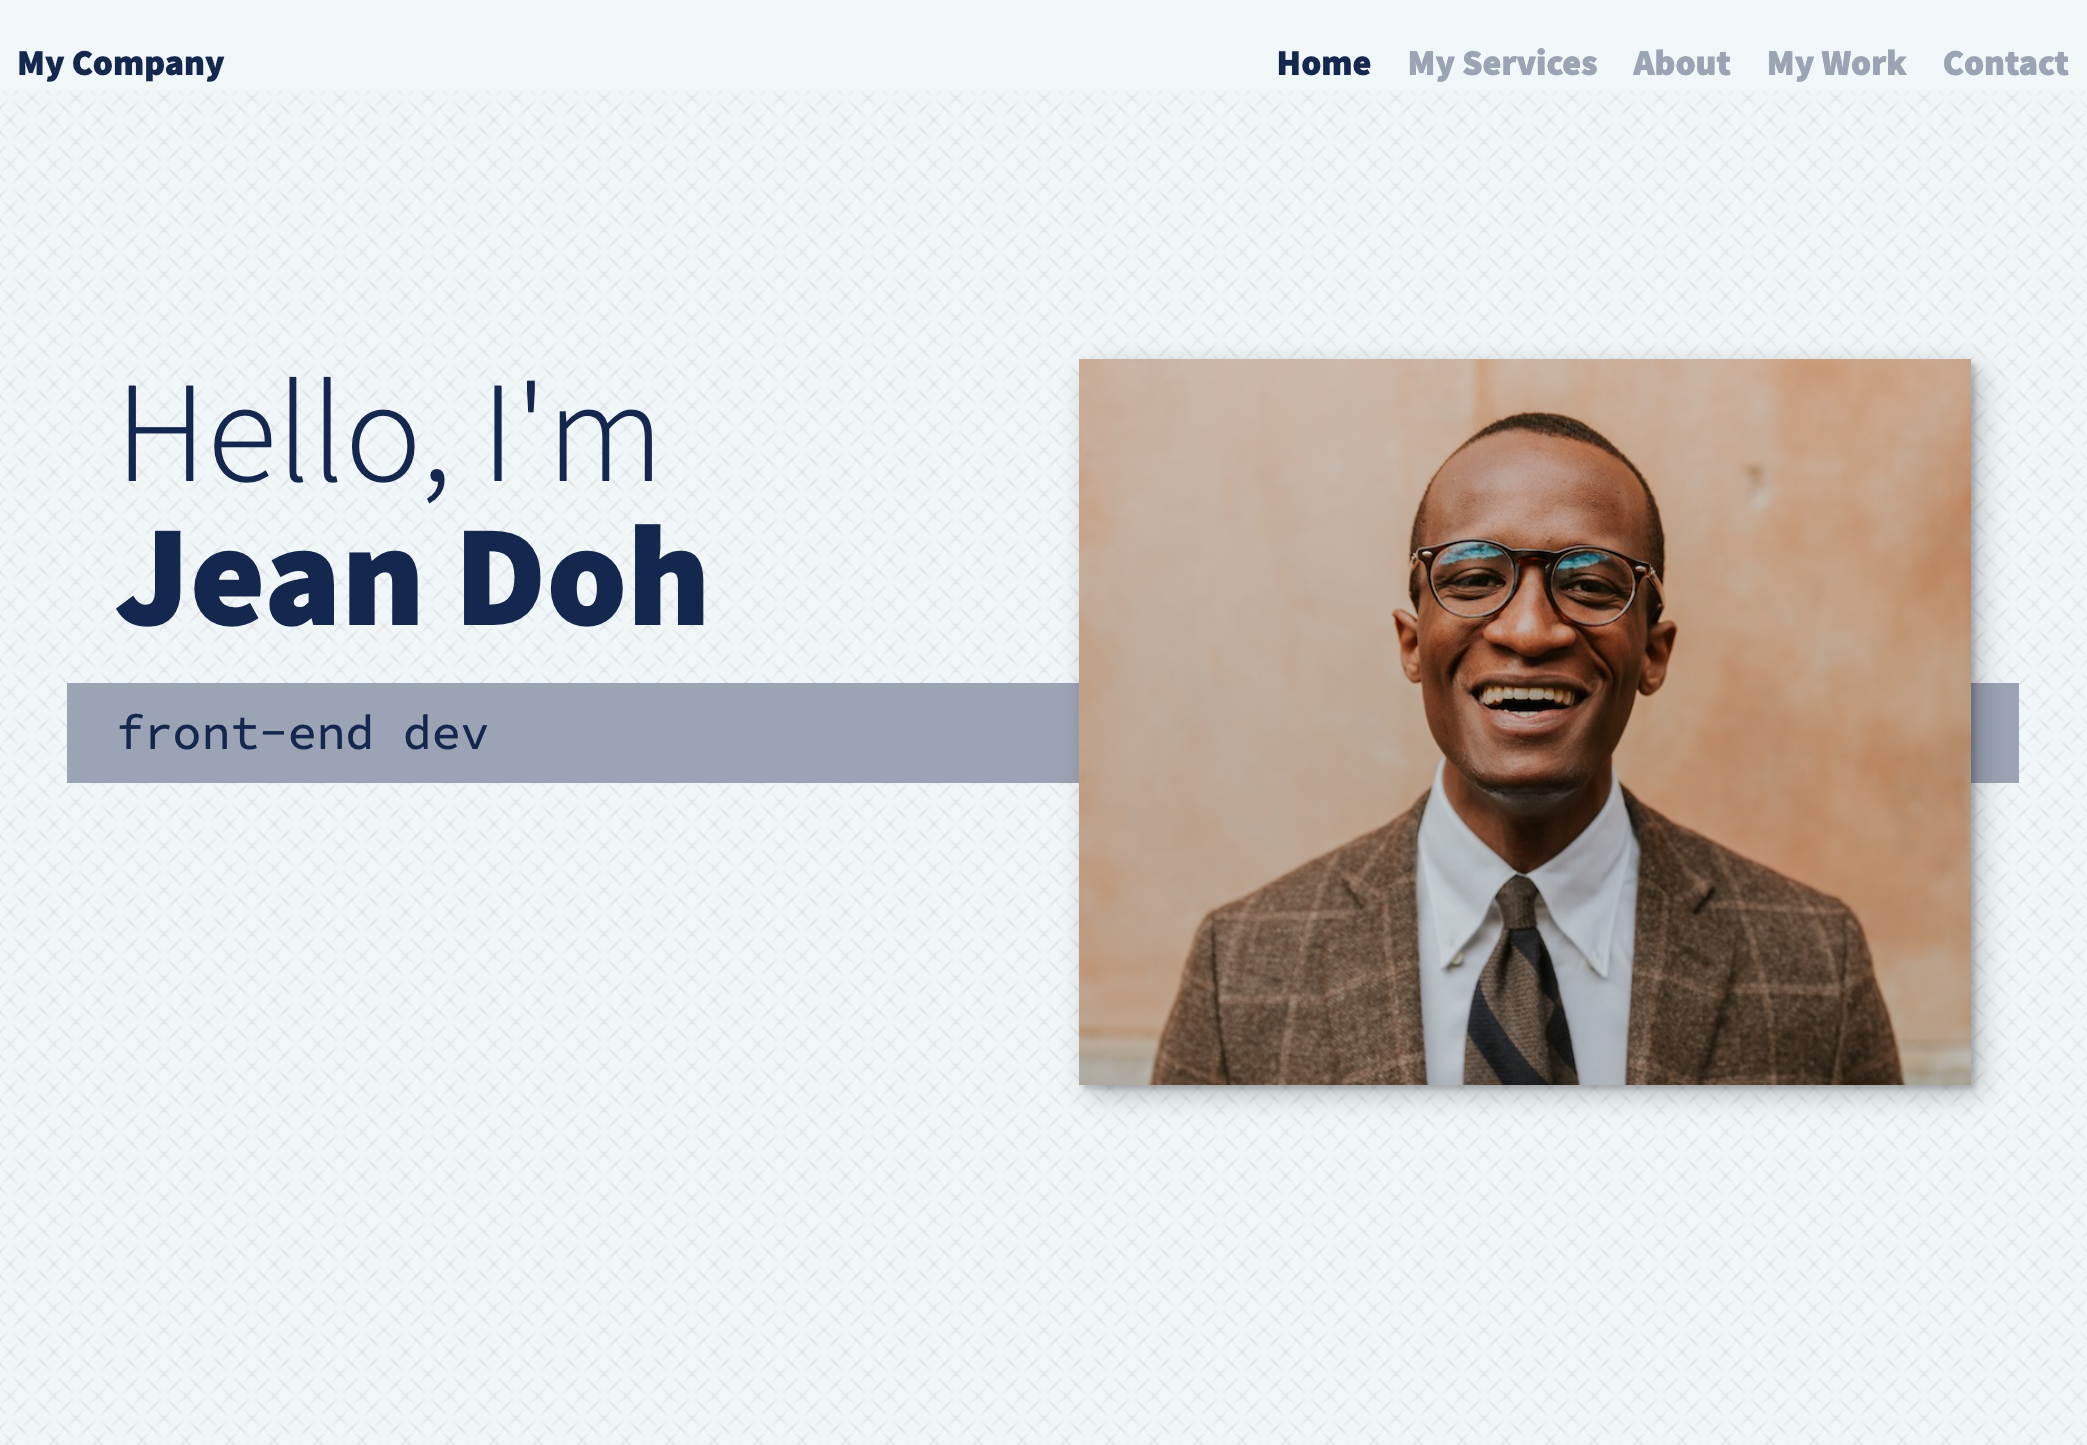 My Company
Home My Services About My Work Contact
Hello, I'm
Jean Doh
front-end dev